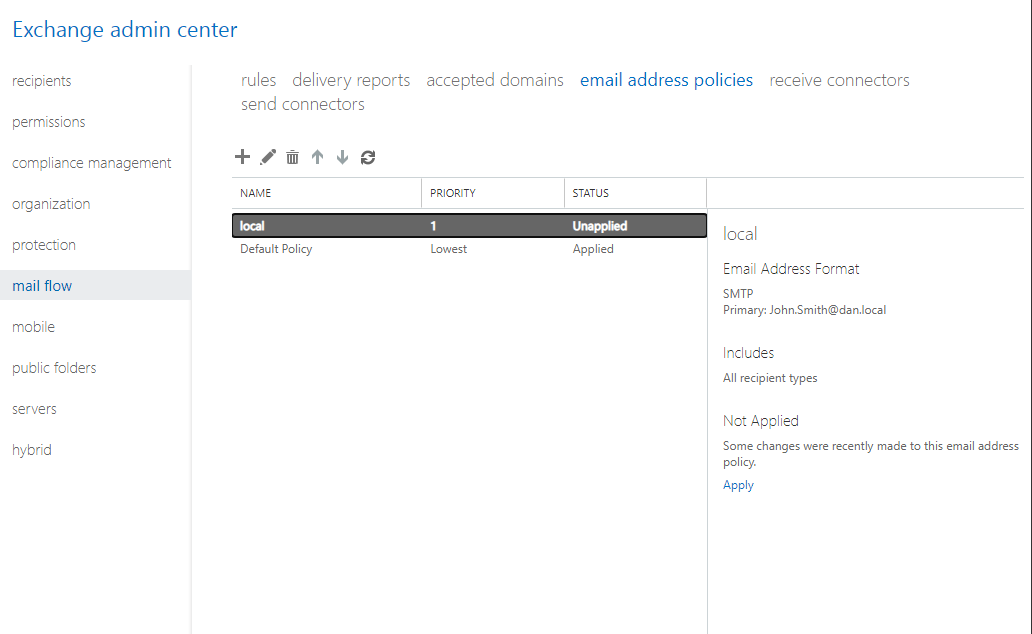 Exchange admin center
recipients
permissions
compliance management
organization
protection
mail flow
mobile
public folders
servers
hybrid
rules delivery reports accepted domains email address policies receive connectors
send connectors
NAME PRIORITY STATUS
local 1 Unapplied
Default Policy Lowest Applied
local
Email Address Format
SMTP
Primary: John.Smith@dan.local
Includes
All recipient types
Not Applied
Some changes were recently made to this email address
policy.
Apply